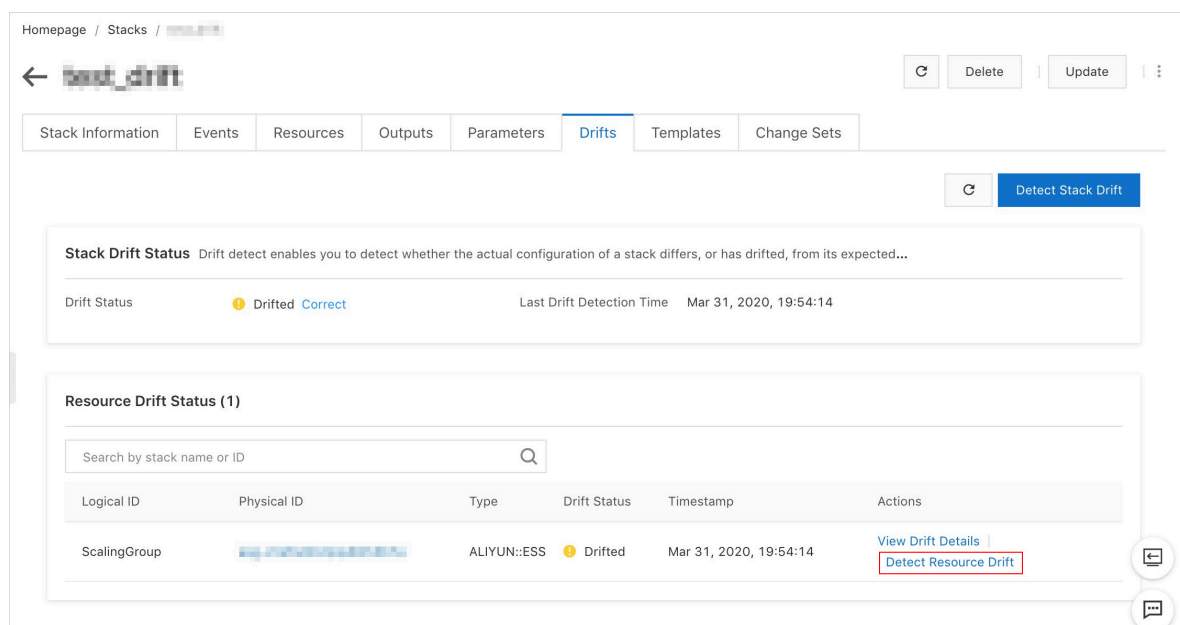 Homepage / Stacks /
Delete
Update
Stack Information
Events
Resources
Outputs
Parameters
Drifts
Templates
Change Sets
Detect Stack Drift
Stack Drift Status Drift detect enables you to detect whether the actual configuration of a stack differs, or has drifted, from its expected...
Drift Status Drifted Correct Last Drift Detection Time Mar 31, 2020, 19:54:14
Resource Drift Status (1)
Search by stack name or ID
Logical ID Physical ID Type Drift Status Timestamp Actions
ScalingGroup ALIYUN::ESS Drifted Mar 31, 2020, 19:54:14 View Drift Details
Detect Resource Drift